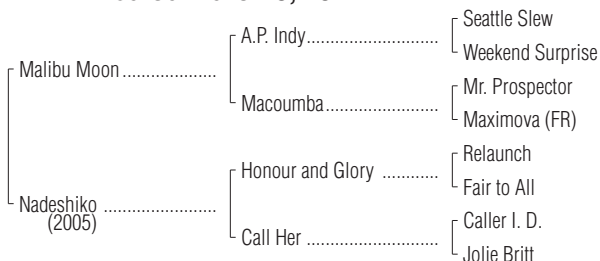 Seattle Slew
A.P. Indy
Weekend Surprise
Malibu Moon
Mr. Prospector
Macoumba
Maximova (FR)
Relaunch
Honour and Glory
Fair to All
Nadeshiko
(2005)
Caller I. D.
Call Her
Jolie Britt